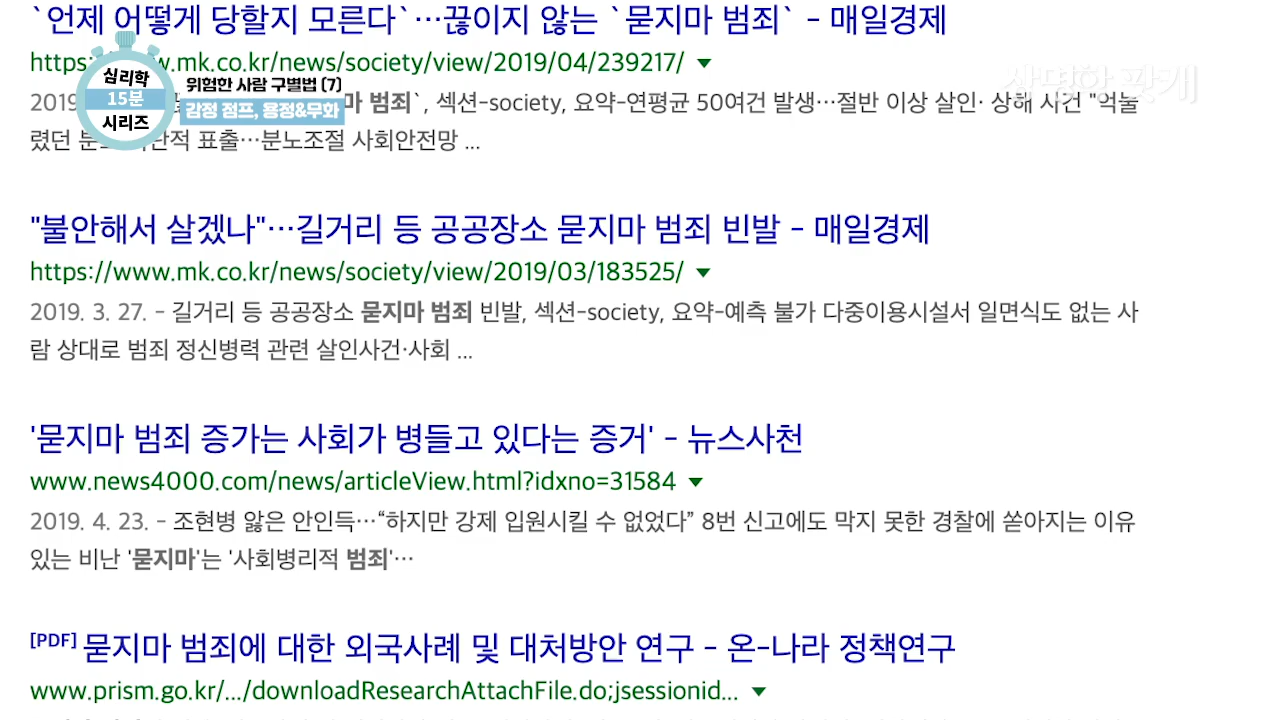 `언제 어떻게 당할지 모른다`…끊이지 않는 `묻지마 범죄` - 매일경제
https w.mk.co.kr/news/society/view/2019/04/239217/
심리학
15분
시리즈
위험한 사람 구별법 (7)
감정 점프, 용정&무화
사명학 팟캐
2019 마 범죄`, 섹션-society, 요약-연평균 50여건 발생…절반 이상 살인· 상해 사건 "억눌
렸던 분 단적 표출…분노조절 사회안전망 ...
"불안해서 살겠나"…길거리 등 공공장소 묻지마 범죄 빈발 - 매일경제
https://www.mk.co.kr/news/society/view/2019/03/183525/
2019. 3. 27. - 길거리 등 공공장소 묻지마 범죄 빈발, 섹션-society, 요약-예측 불가 다중이용시설서 일면식도 없는 사
람 상대로 범죄 정신병력 관련 살인사건·사회 ...
'묻지마 범죄 증가는 사회가 병들고 있다는 증거' - 뉴스사천
www.news4000.com/news/articleView.html?idxno=31584
2019. 4. 23. - 조현병 앓은 안인득…“하지만 강제 입원시킬 수 없었다” 8번 신고에도 막지 못한 경찰에 쏟아지는 이유
있는 비난 '묻지마'는 '사회병리적 범죄'…
[PDF] 묻지마 범죄에 대한 외국사례 및 대처방안 연구 - 온-나라 정책연구
www.prism.go.kr/.../downloadResearchAttachFile.do;jsessionid...